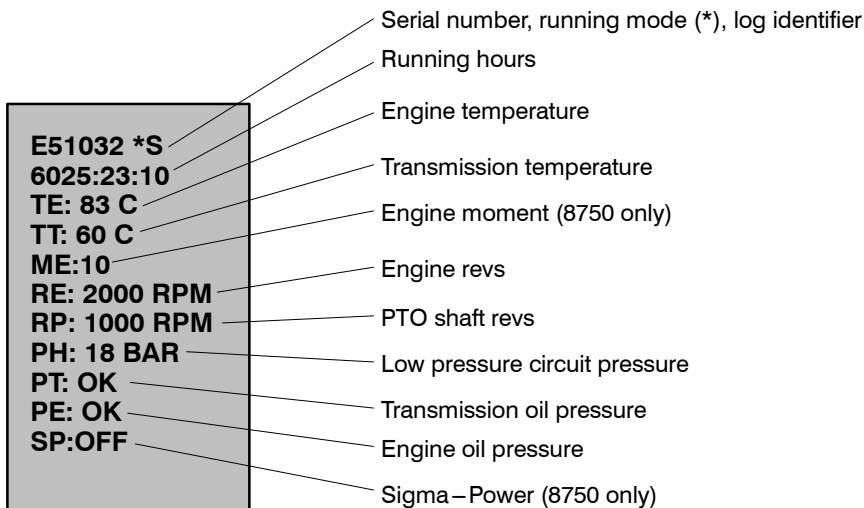 Serial number, running mode (*), log identifier
Running hours
Engine temperature
Transmission temperature
Engine moment (8750 only)
Engine revs
PTO shaft revs
Low pressure circuit pressure
Transmission oil pressure
Engine oil pressure
Sigma–Power (8750 only)
E51032 *S
6025:23:10
TE: 83 C
TT: 60 C
ME:10
RE: 2000 RPM
RP: 1000 RPM
PH: 18 BAR
PT: OK
PE: OK
SP:OFF